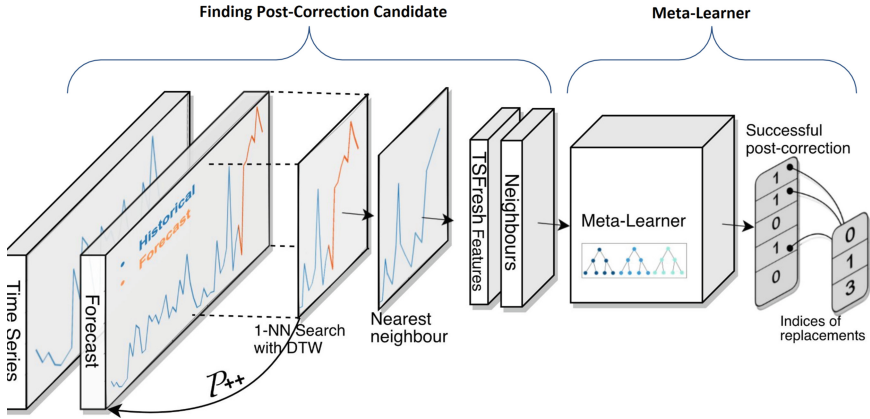 Finding Post-Correction Candidate
Meta-Learner
Time Series
Forecast
Historical
Forecast
1-NN Search
with DTW
P++
Nearest
neighbour
TSFresh Features
Neighbours
Meta-Learner
Successful
post-correction
1
1
0
1
0
0
1
3
Indices of
replacements